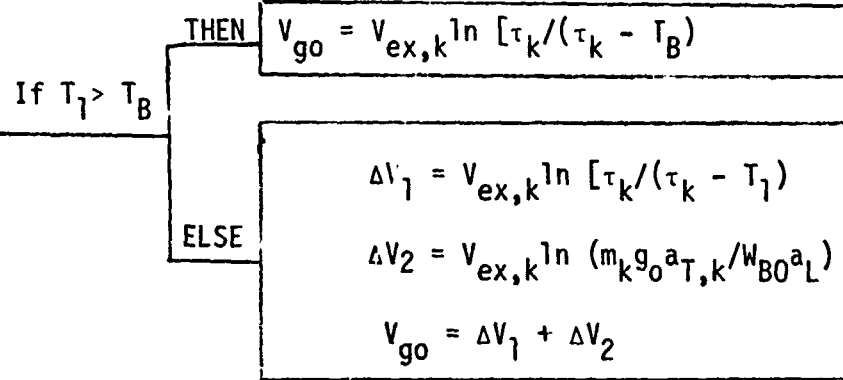 THEN V_go = V_ex,k ln [τ_k/(τ_k - T_B)
If T_1 > T_B
ΔV_1 = V_ex,k ln [τ_k/(τ_k - T_1)
ELSE
ΔV_2 = V_ex,k ln (m_k g_o a_T,k/W_BO a_L)
V_go = ΔV_1 + ΔV_2